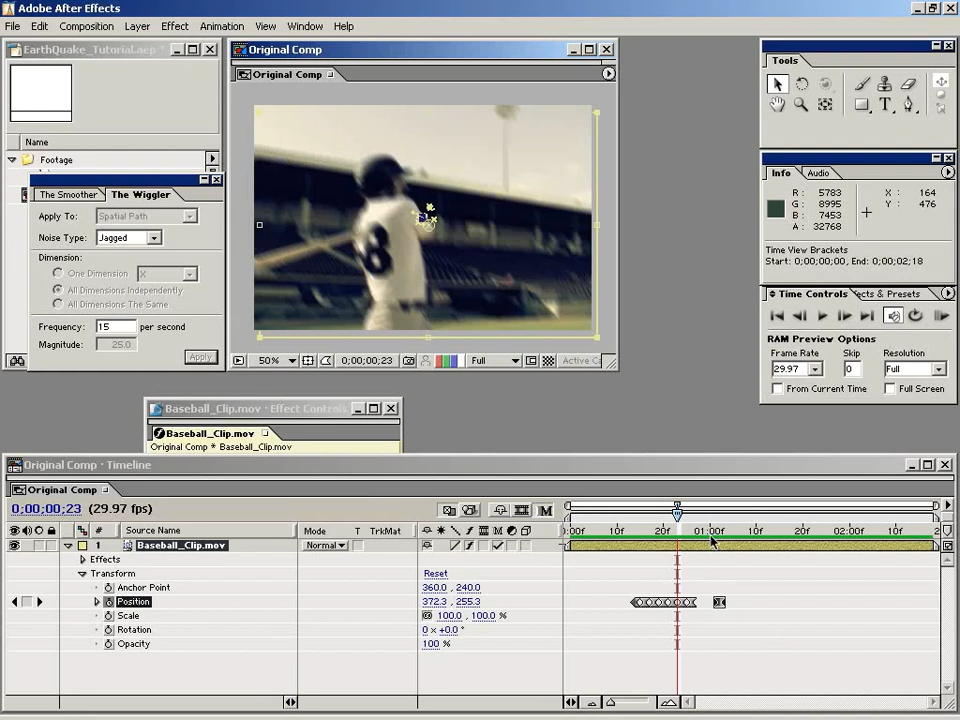 Adobe After Effects
File Edit Composition Layer Effect Animation View Window Help
EarthQuake_Tutorial.aep *
Name
Footage
The Smoother The Wiggler
Apply To: Spatial Path
Noise Type: Jagged
Dimension:
One Dimension X
All Dimensions Independently
All Dimensions The Same
Frequency: 15 per second
Magnitude: 25.0
Apply
Original Comp
Original Comp
8
50% 0;00;00;23 Full Active Ca
Tools
T
Info Audio
R: 5783 X: 164
G: 8995 Y: 476
B: 7453
A: 32768
Time View Brackets
Start: 0;00;00;00, End: 0;00;02;18
Time Controls ects & Presets
RAM Preview Options
Frame Rate Skip Resolution
29.97 0 Full
From Current Time Full Screen
Baseball_Clip.mov · Effect Controls
Baseball_Clip.mov
Original Comp * Baseball_Clip.mov
Original Comp · Timeline
Original Comp
0;00;00;23 (29.97 fps)
# Source Name Mode T TrkMat
:00f 10f 20f 01:00f 10f 20f 02:00f 10f 2
1 Baseball_Clip.mov Normal
Effects
Transform Reset
Anchor Point 360.0 , 240.0
Position 372.3 , 255.3
Scale 100.0 , 100.0 %
Rotation 0 x +0.0 °
Opacity 100 %